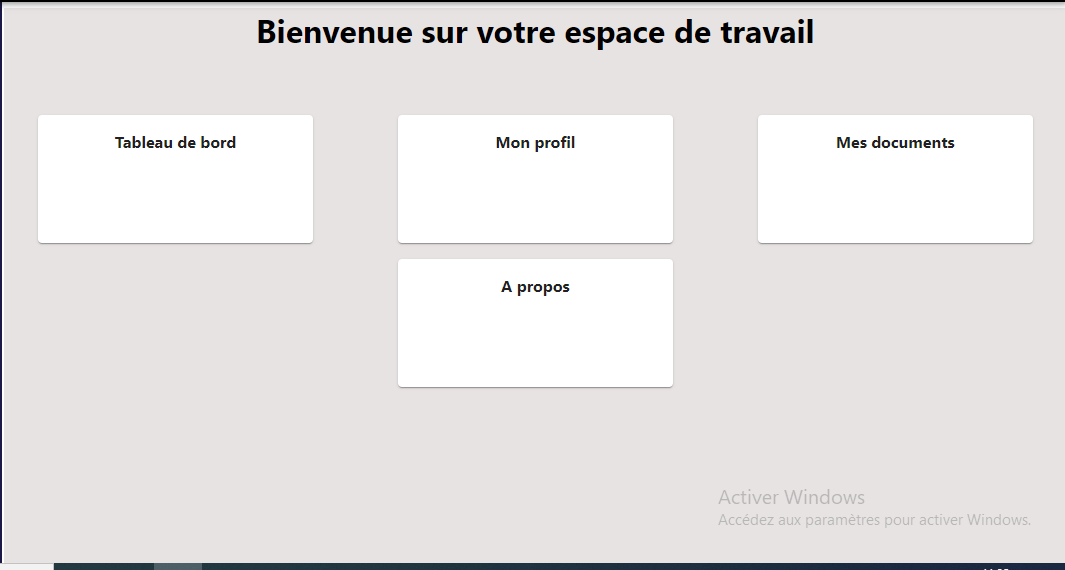 Bienvenue sur votre espace de travail
Tableau de bord
Mon profil
Mes documents
A propos
Activer Windows
Accédez aux paramètres pour activer Windows.